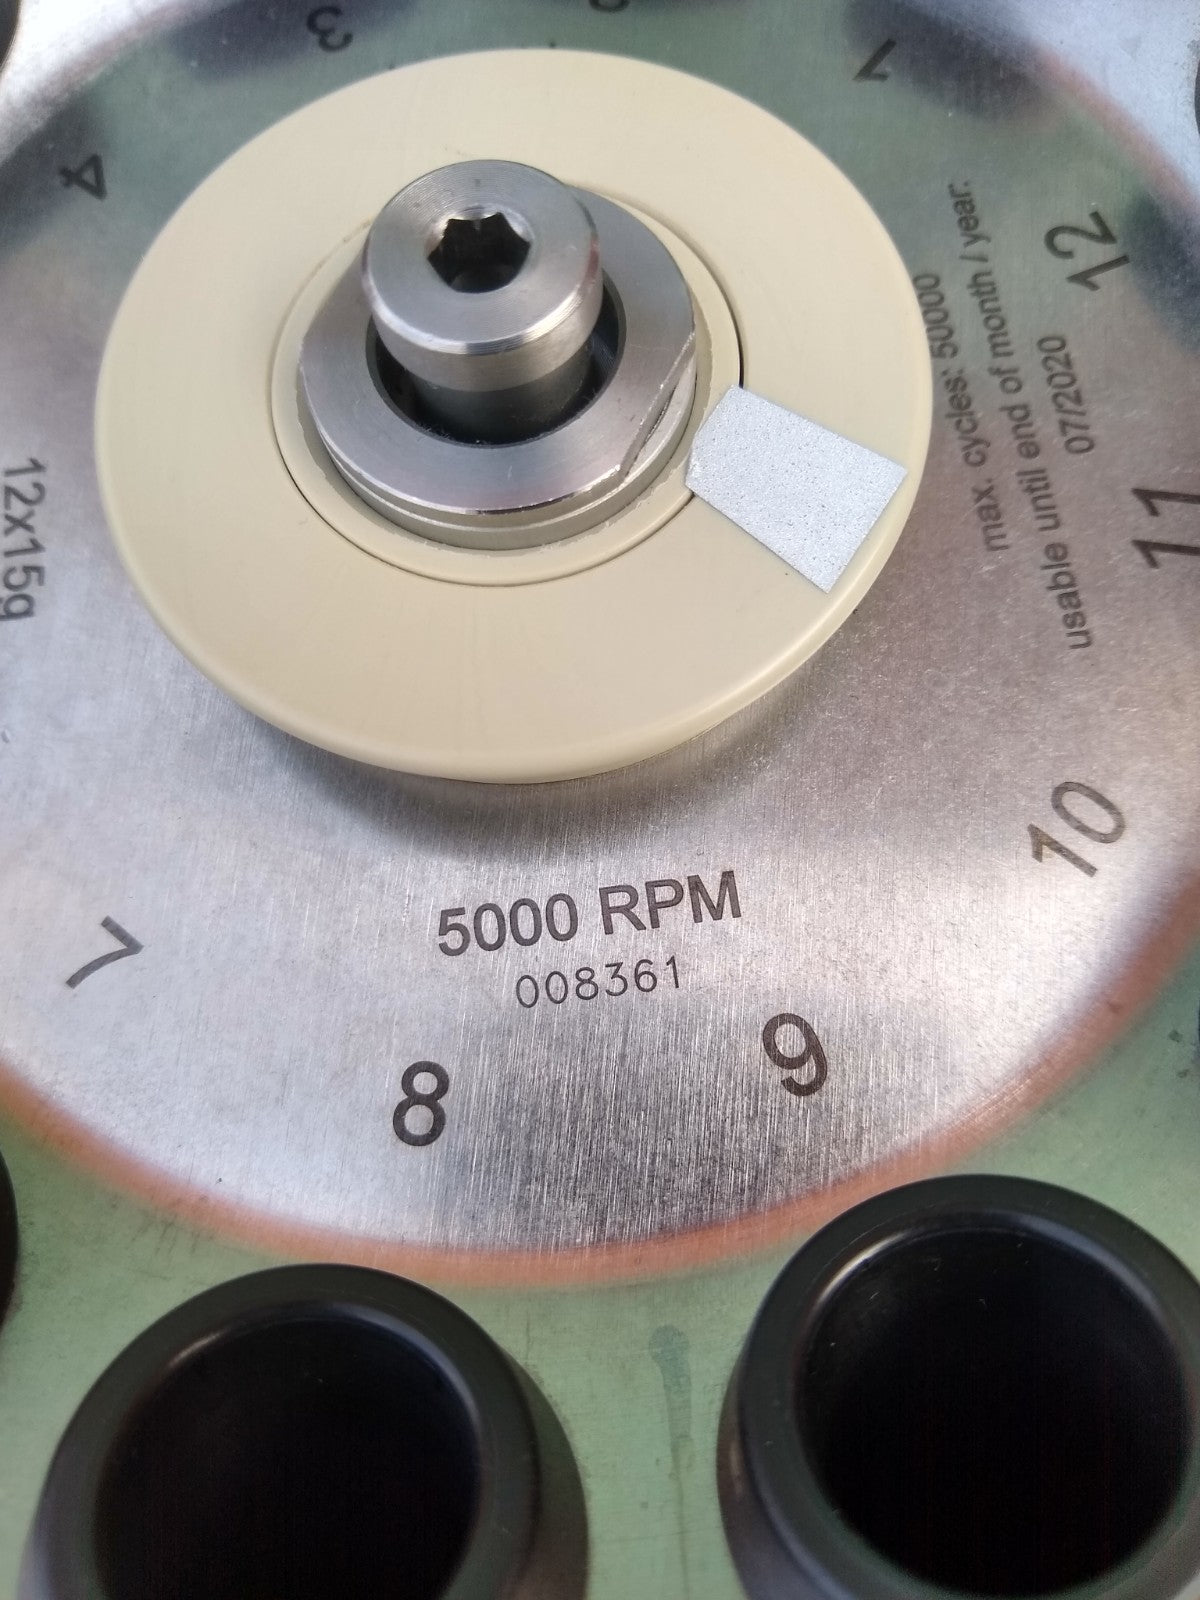 3
1
4
12
max. cycles: 50000
usable until end of month / year.
07/2020
11
12x15g
10
5000 RPM
008361
7
8
9